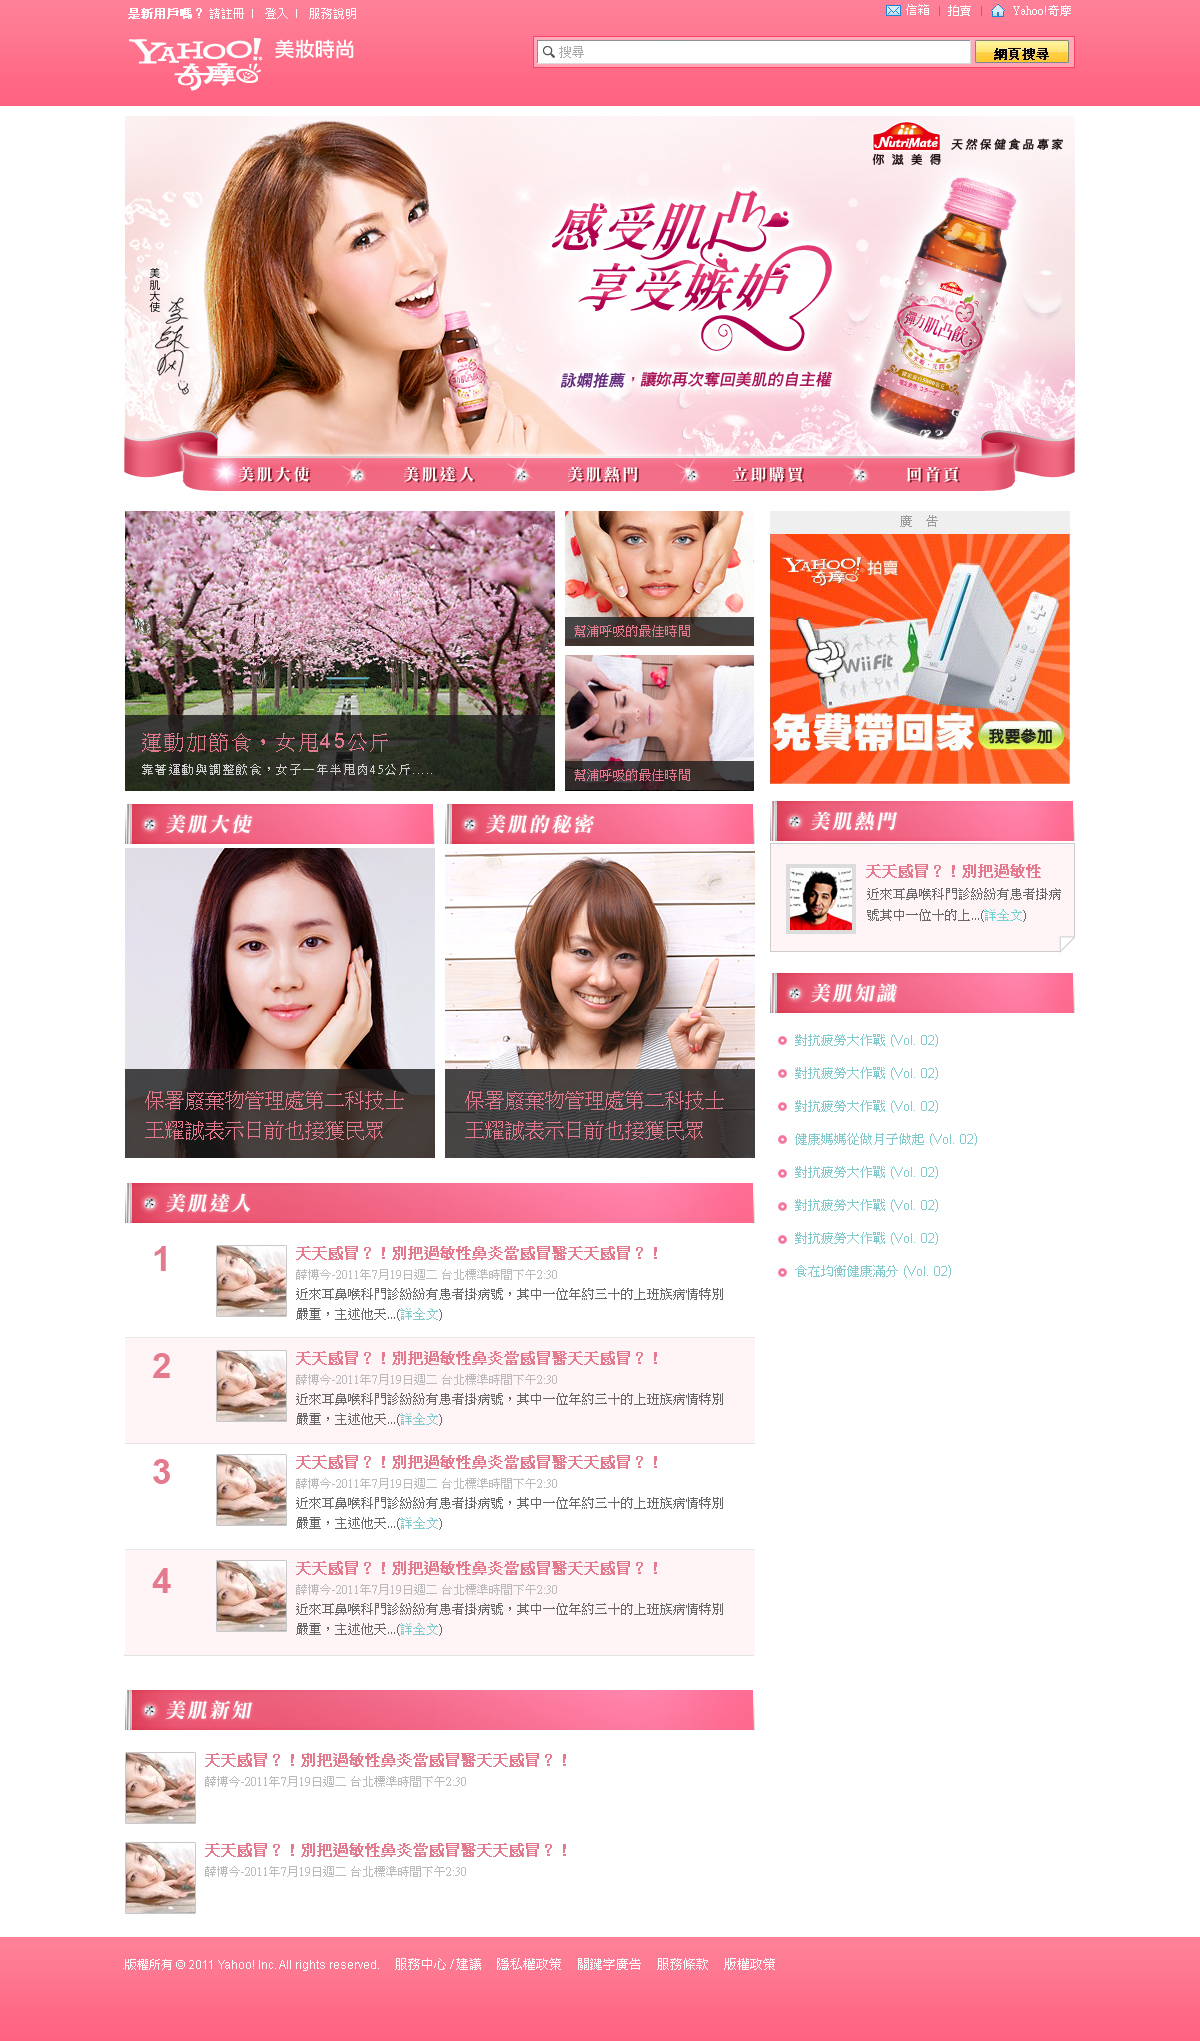 是新用戶嗎？請註冊 | 登入 | 服務說明
信箱 | 拍賣 | Yahoo!奇摩
YAHOO! 奇摩 美妝時尚
搜尋
網頁搜尋
NutriMate
你滋美得
天然保健食品專家
感受肌凸
享受嫉妒
詠嫻推薦，讓妳再次奪回美肌的自主權
美肌大使
NutriMate
彈力肌凸飲
美肌大使
美肌達人
美肌熱門
立即購買
回首頁
運動加節食，女甩45公斤
靠著運動與調整飲食，女子一年半甩肉45公斤.....
幫浦呼吸的最佳時間
幫浦呼吸的最佳時間
廣 告
YAHOO! 奇摩 拍賣
Wii Fit
Wii
免費帶回家
我要參加
美肌大使
保署廢棄物管理處第二科技士
王耀誠表示日前也接獲民眾
美肌的秘密
保署廢棄物管理處第二科技士
王耀誠表示日前也接獲民眾
美肌熱門
天天感冒？！別把過敏性
近來耳鼻喉科門診紛紛有患者掛病
號其中一位十的上...(詳全文)
美肌知識
對抗疲勞大作戰 (Vol. 02)
對抗疲勞大作戰 (Vol. 02)
對抗疲勞大作戰 (Vol. 02)
健康媽媽從做月子做起 (Vol. 02)
對抗疲勞大作戰 (Vol. 02)
對抗疲勞大作戰 (Vol. 02)
對抗疲勞大作戰 (Vol. 02)
食在均衡健康滿分 (Vol. 02)
美肌達人
1
天天感冒？！別把過敏性鼻炎當感冒醫天天感冒？！
薛博今-2011年7月19日週二 台北標準時間下午2:30
近來耳鼻喉科門診紛紛有患者掛病號，其中一位年約三十的上班族病情特別
嚴重，主述他天...(詳全文)
2
天天感冒？！別把過敏性鼻炎當感冒醫天天感冒？！
薛博今-2011年7月19日週二 台北標準時間下午2:30
近來耳鼻喉科門診紛紛有患者掛病號，其中一位年約三十的上班族病情特別
嚴重，主述他天...(詳全文)
3
天天感冒？！別把過敏性鼻炎當感冒醫天天感冒？！
薛博今-2011年7月19日週二 台北標準時間下午2:30
近來耳鼻喉科門診紛紛有患者掛病號，其中一位年約三十的上班族病情特別
嚴重，主述他天...(詳全文)
4
天天感冒？！別把過敏性鼻炎當感冒醫天天感冒？！
薛博今-2011年7月19日週二 台北標準時間下午2:30
近來耳鼻喉科門診紛紛有患者掛病號，其中一位年約三十的上班族病情特別
嚴重，主述他天...(詳全文)
美肌新知
天天感冒？！別把過敏性鼻炎當感冒醫天天感冒？！
薛博今-2011年7月19日週二 台北標準時間下午2:30
天天感冒？！別把過敏性鼻炎當感冒醫天天感冒？！
薛博今-2011年7月19日週二 台北標準時間下午2:30
版權所有 © 2011 Yahoo! Inc. All rights reserved. 服務中心 / 建議 隱私權政策 關鍵字廣告 服務條款 版權政策